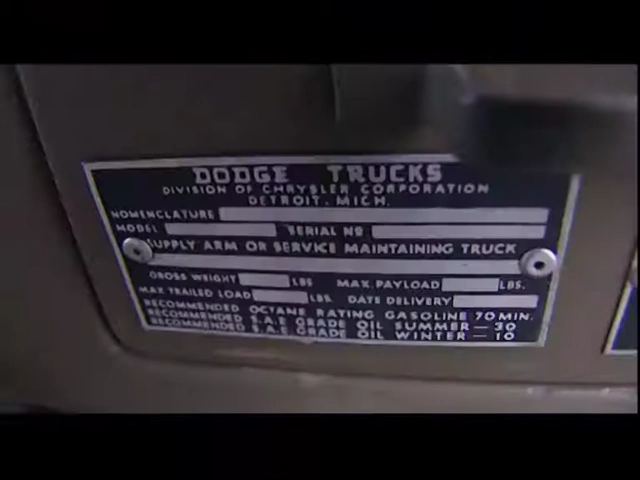 DODGE TRUCKS
DIVISION OF CHRYSLER CORPORATION
DETROIT, MICH.
NOMENCLATURE
MODEL SERIAL Nº
SUPPLY ARM OR SERVICE MAINTAINING TRUCK
GROSS WEIGHT LBS MAX. PAYLOAD LBS.
MAX TRAILED LOAD LBS. DATE DELIVERY
RECOMMENDED OCTANE RATING GASOLINE 70 MIN.
RECOMMENDED S.A.E GRADE OIL SUMMER-30
RECOMMENDED S.A.E GRADE OIL WINTER-10